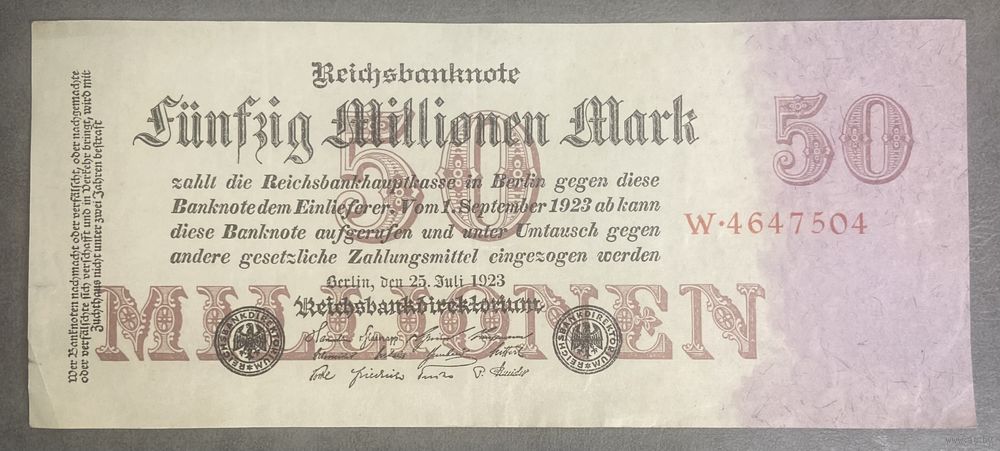 Reichsbanknote
Fünfzig Millionen Mark
50
50
zahlt die Reichsbankhauptkasse in Berlin gegen diese
Banknote dem Einlieferer. Vom 1. September 1923 ab kann
diese Banknote aufgerufen und unter Umtausch gegen
andere gesetzliche Zahlungsmittel eingezogen werden
W·4647504
Berlin, den 25. Juli 1923
Reichsbankdirektorium
MILLIONEN
REICHSBANKDIREKTORIUM
REICHSBANKDIREKTORIUM
Wer Banknoten nachmacht oder verfälscht, oder nachgemachte
oder verfälschte sich verschafft und in Verkehr bringt, wird mit
Zuchthaus nicht unter zwei Jahren bestraft